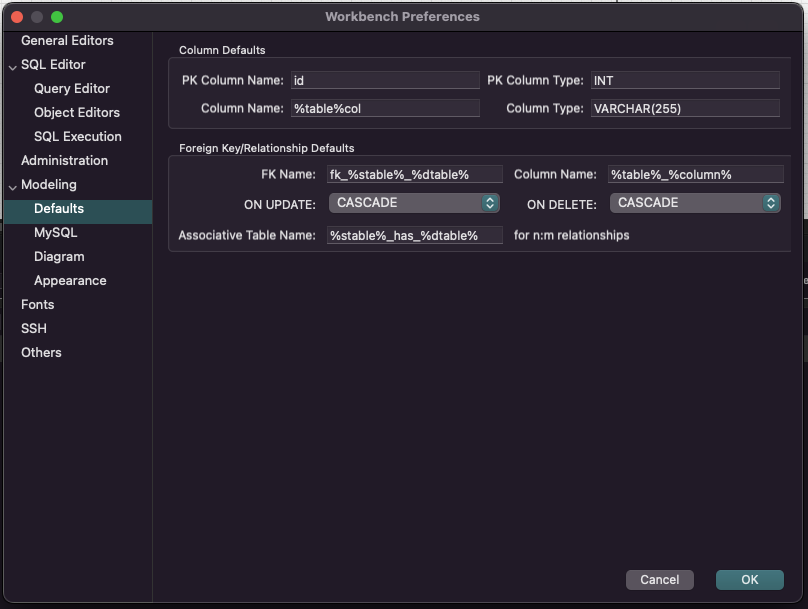 Workbench Preferences
General Editors
SQL Editor
Query Editor
Object Editors
SQL Execution
Administration
Modeling
Defaults
MySQL
Diagram
Appearance
Fonts
SSH
Others
Column Defaults
PK Column Name: id PK Column Type: INT
Column Name: %table%col Column Type: VARCHAR(255)
Foreign Key/Relationship Defaults
FK Name: fk_%stable%_%dtable% Column Name: %table%_%column%
ON UPDATE: CASCADE ON DELETE: CASCADE
Associative Table Name: %stable%_has_%dtable% for n:m relationships
Cancel OK